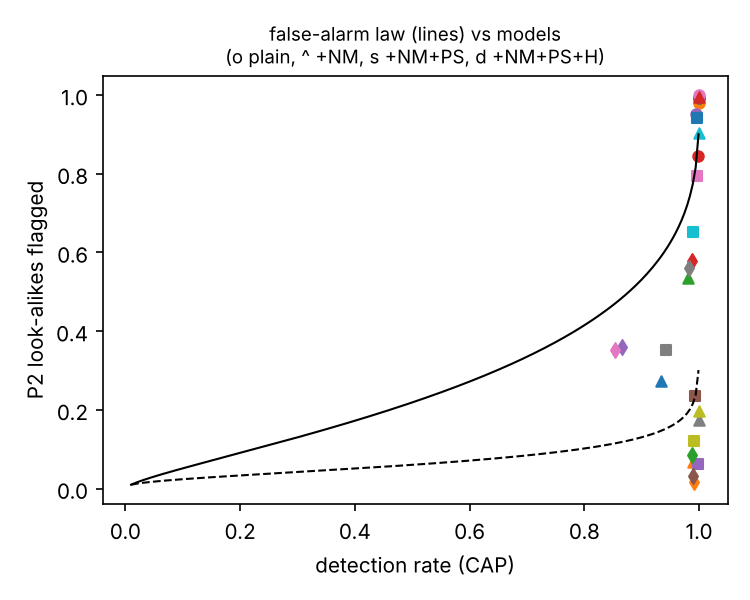 false-alarm law (lines) vs models
(o plain, ^ +NM, s +NM+PS, d +NM+PS+H)
P2 look-alikes flagged
1.0
0.8
0.6
0.4
0.2
0.0
0.0 0.2 0.4 0.6 0.8 1.0
detection rate (CAP)